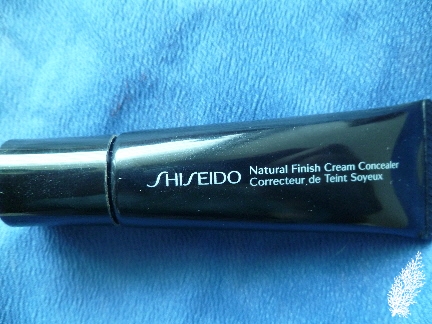 SHISEIDO Natural Finish Cream Concealer
Correcteur de Teint Soyeux